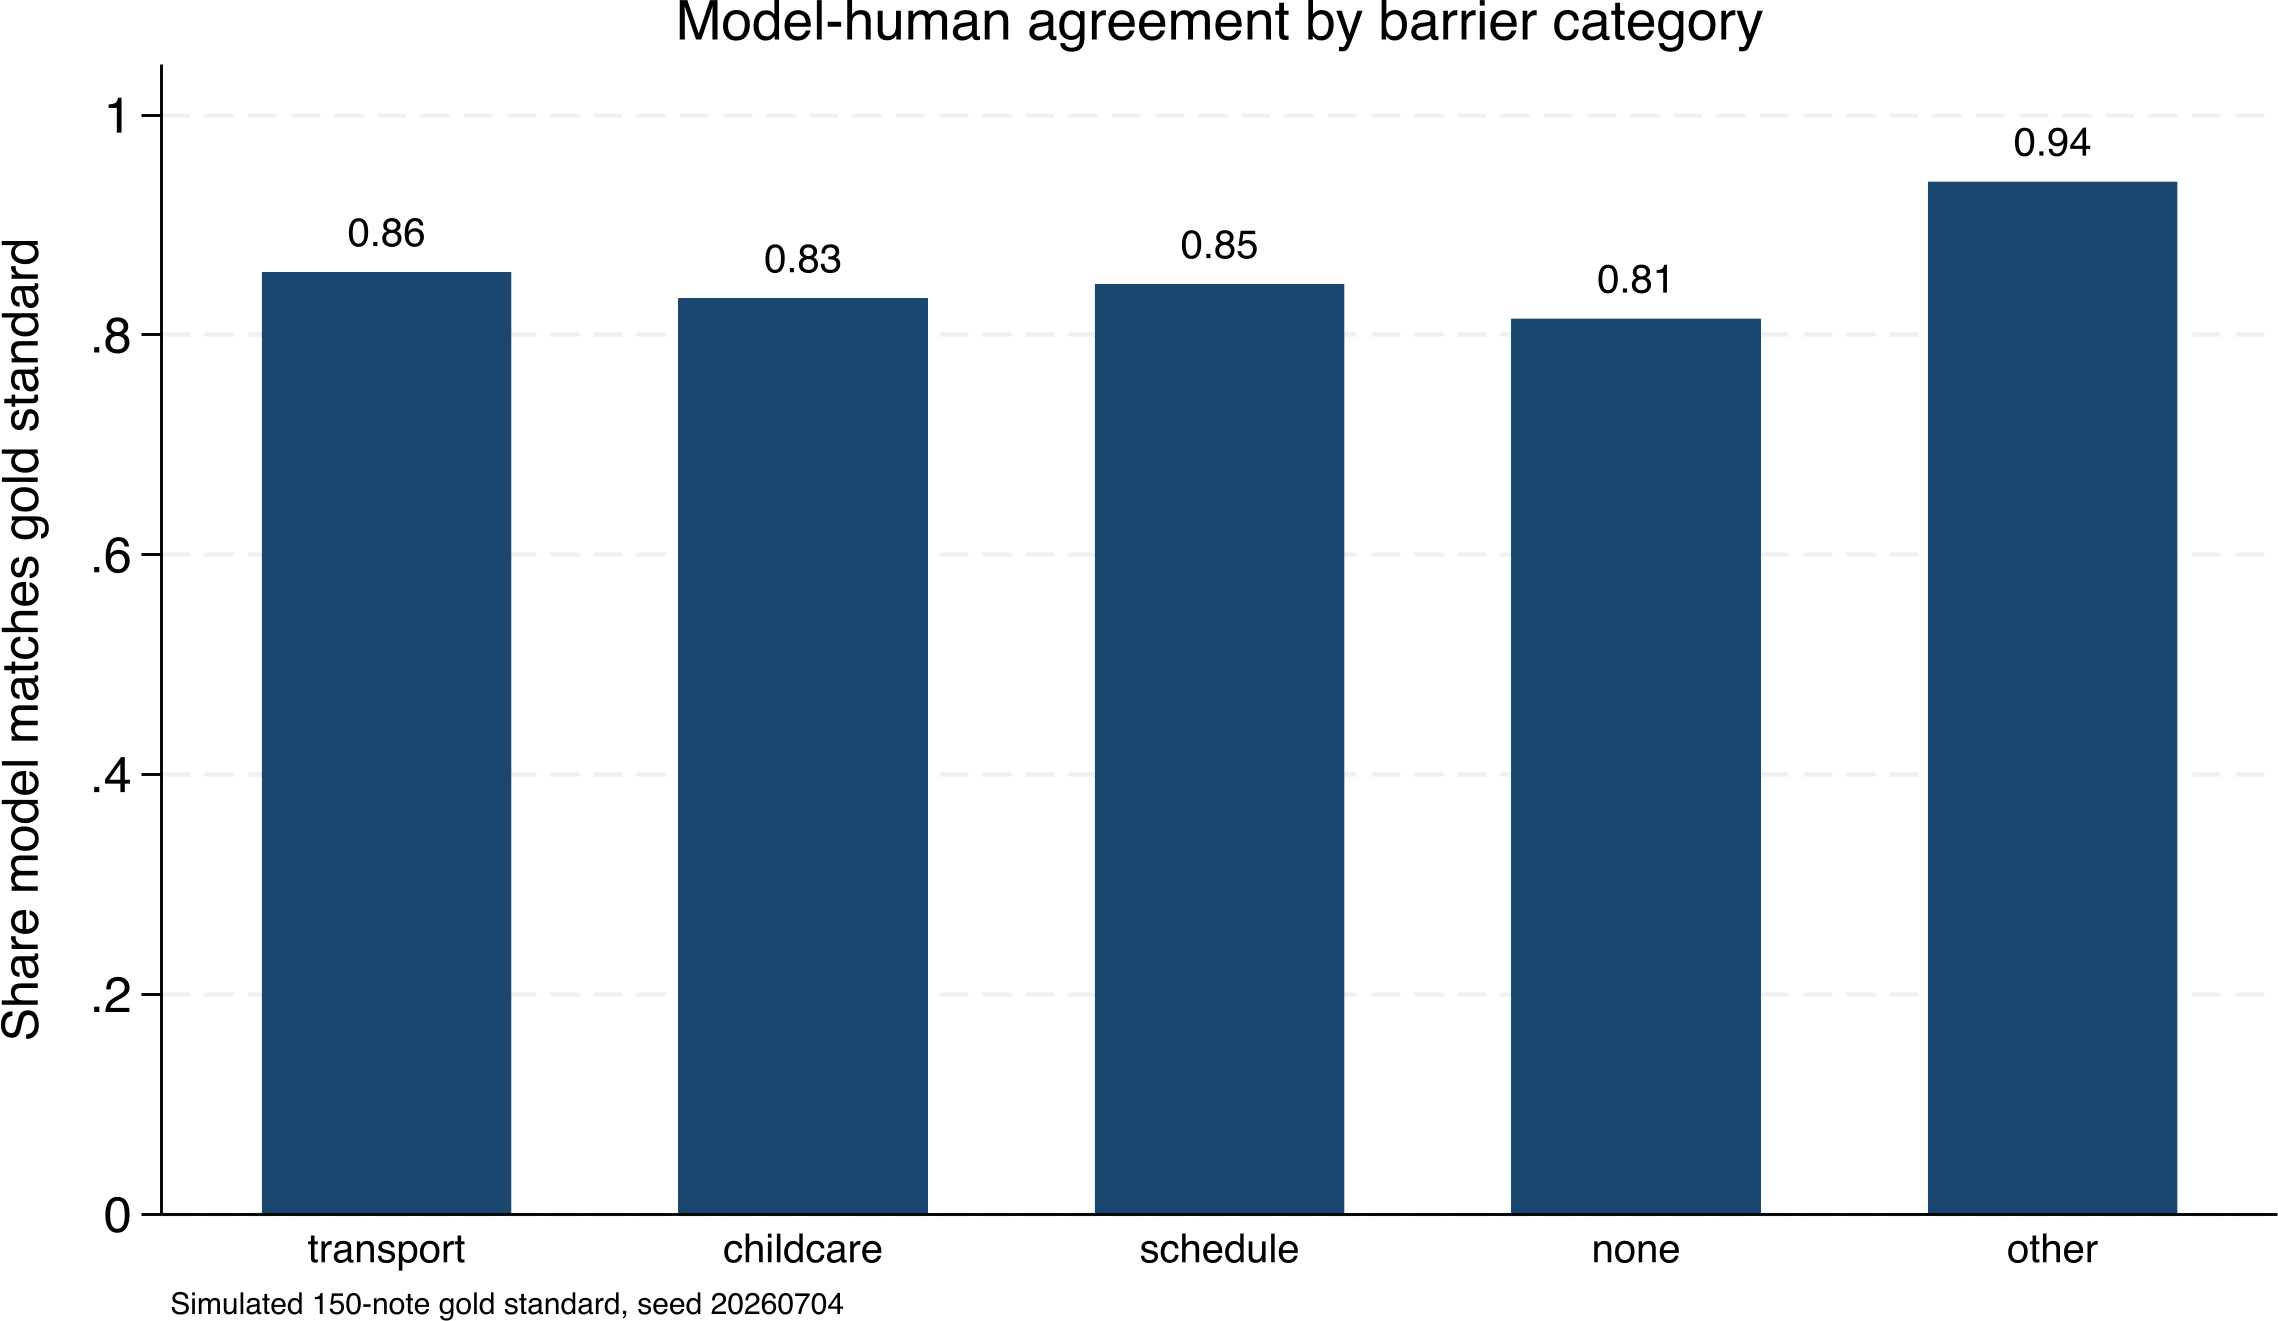 Model-human agreement by barrier category
Share model matches gold standard
1
.8
.6
.4
.2
0
0.86
0.83
0.85
0.81
0.94
transport
childcare
schedule
none
other
Simulated 150-note gold standard, seed 20260704